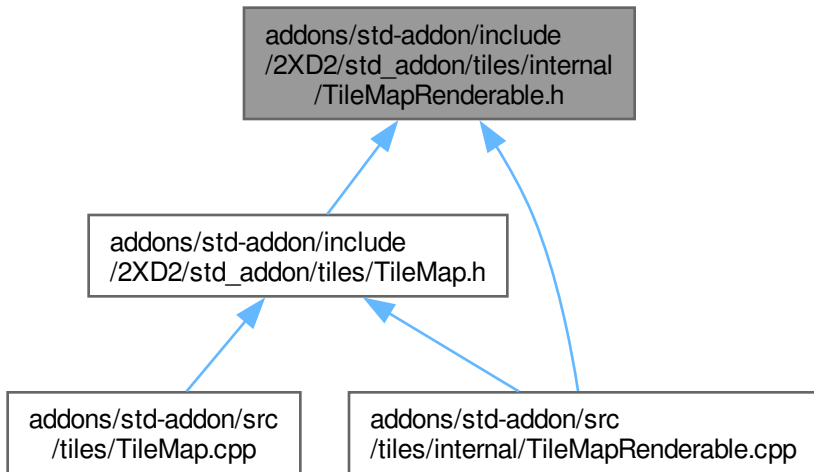 addons/std-addon/include
/2XD2/std_addon/tiles/internal
/TileMapRenderable.h
addons/std-addon/include
/2XD2/std_addon/tiles/TileMap.h
addons/std-addon/src
/tiles/TileMap.cpp
addons/std-addon/src
/tiles/internal/TileMapRenderable.cpp